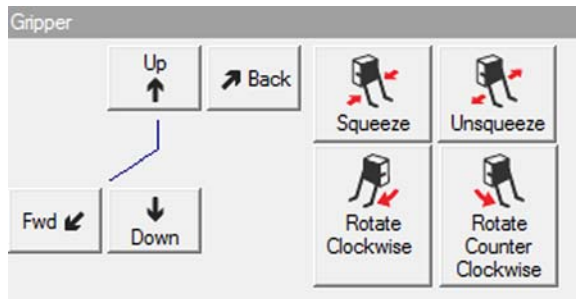 Gripper
Up
Back
Squeeze
Unsqueeze
Fwd
Down
Rotate
Clockwise
Rotate
Counter
Clockwise